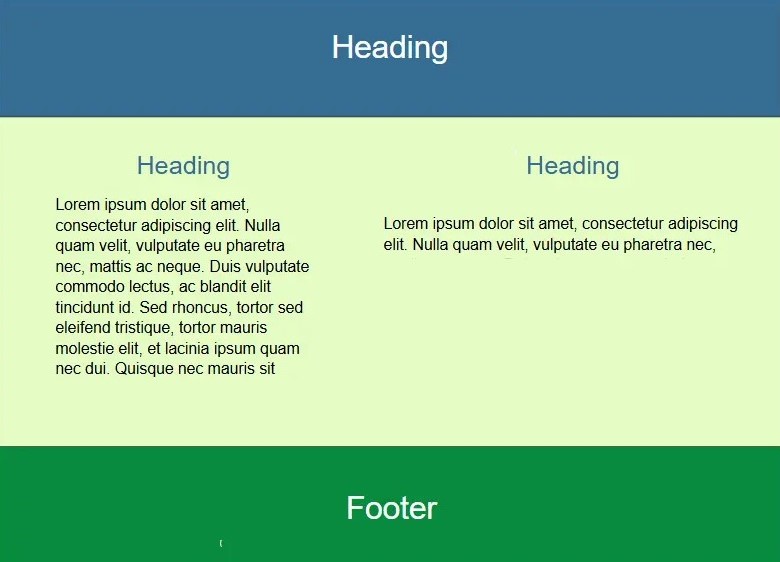 Heading
Heading
Lorem ipsum dolor sit amet,
consectetur adipiscing elit. Nulla
quam velit, vulputate eu pharetra
nec, mattis ac neque. Duis vulputate
commodo lectus, ac blandit elit
tincidunt id. Sed rhoncus, tortor sed
eleifend tristique, tortor mauris
molestie elit, et lacinia ipsum quam
nec dui. Quisque nec mauris sit
Heading
Lorem ipsum dolor sit amet, consectetur adipiscing
elit. Nulla quam velit, vulputate eu pharetra nec,
Footer